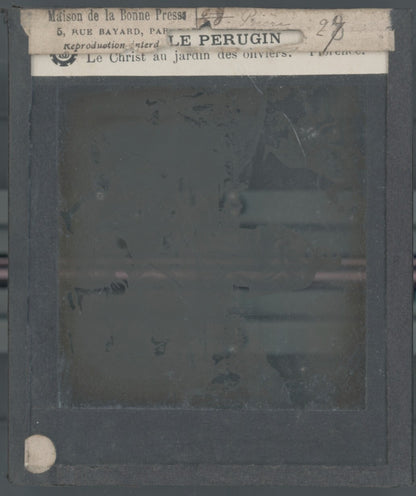 Maison de la Bonne Presse
5, RUE BAYARD, PAR
Reproduction interd
LE PERUGIN
Le Christ au jardin des oliviers. Florence.